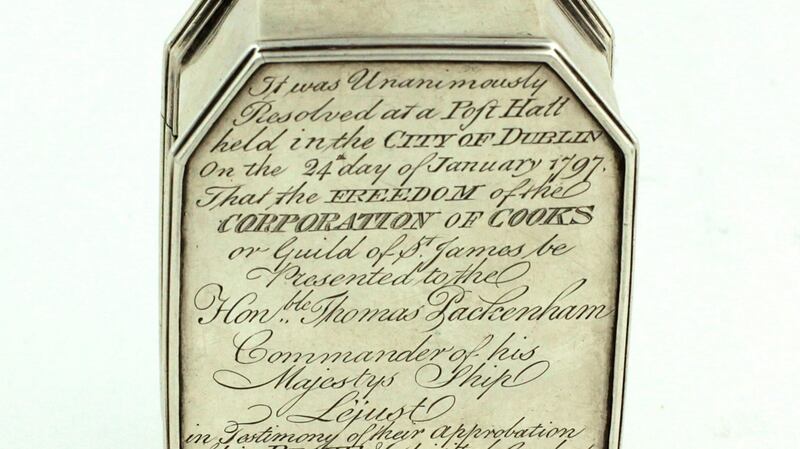 It was Unanimously
Resolved at a Post Hall
held in the CITY OF DUBLIN
On the 24th day of January 1797.
That the FREEDOM of the
CORPORATION OF COOKS
or Guild of St. James be
Presented to the
Honble. Thomas Packenham
Commander of his
Majestys Ship
Lejust
in Testimony of their approbation